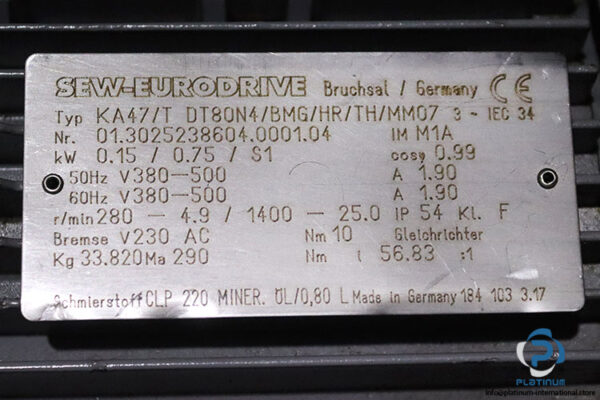 SEW-EURODRIVE Bruchsal / Germany CE
Typ KA47/T DT80N4/BMG/HR/TH/MM07 3 - IEC 34
Nr. 01.3025238604.0001.04 IM M1A
kW 0.15 / 0.75 / S1 cosφ 0.99
50Hz V 380-500 A 1.90
60Hz V 380-500 A 1.90
r/min 280 - 4.9 / 1400 - 25.0 IP 54 Kl. F
Bremse V 230 AC Nm 10 Gleichrichter
Kg 33.820 Ma 290 Nm i 56.83 :1
Schmierstoff CLP 220 MINER. ÖL/0,80 L Made in Germany 184 103 3.17
PLATINUM
info@platinum-international.store